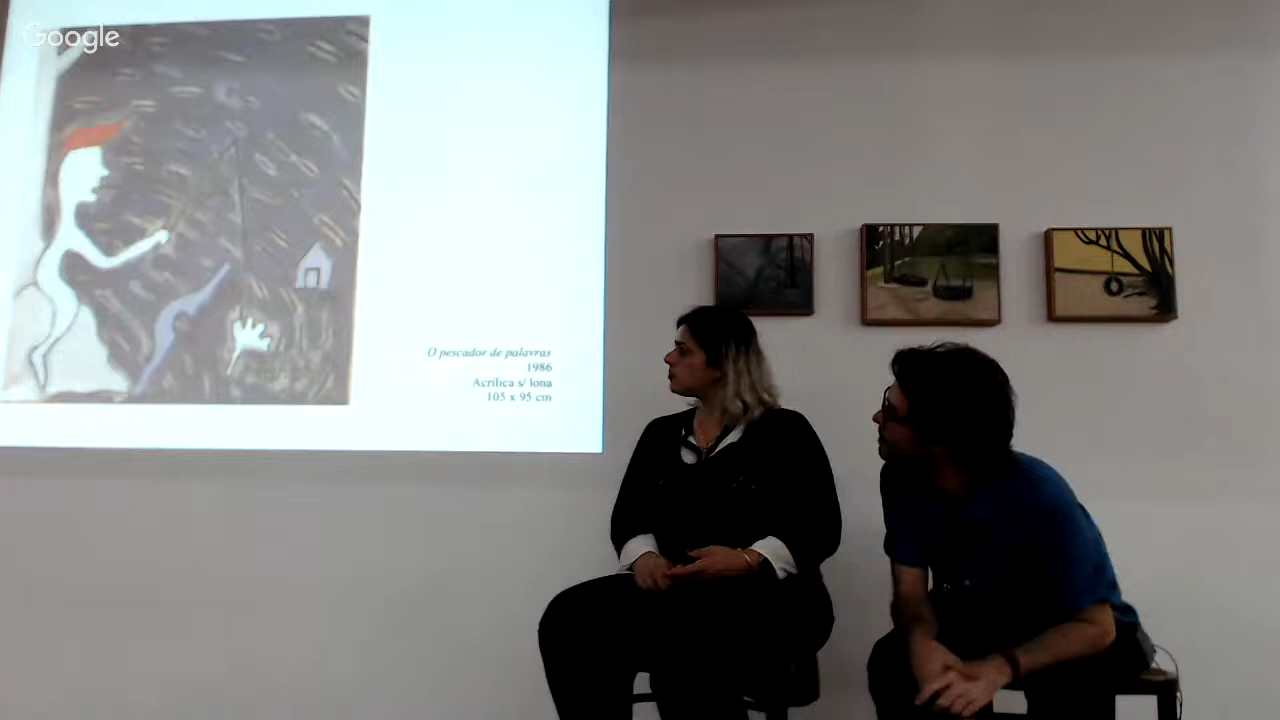 Google
O pescador de palavras
1986
Acrílica s/ lona
105 x 95 cm